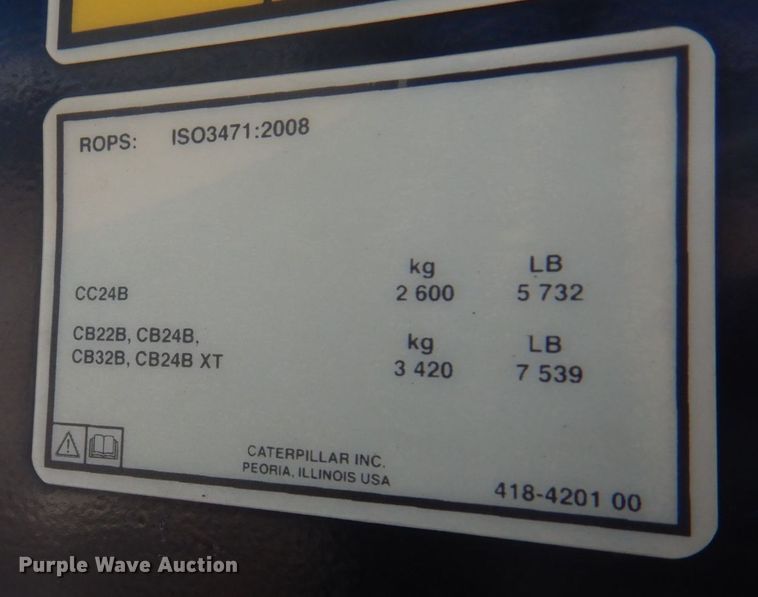 ROPS: ISO3471:2008
kg LB
CC24B 2 600 5 732
CB22B, CB24B, kg LB
CB32B, CB24B XT 3 420 7 539
CATERPILLAR INC.
PEORIA, ILLINOIS USA
418-4201 00
Purple Wave Auction